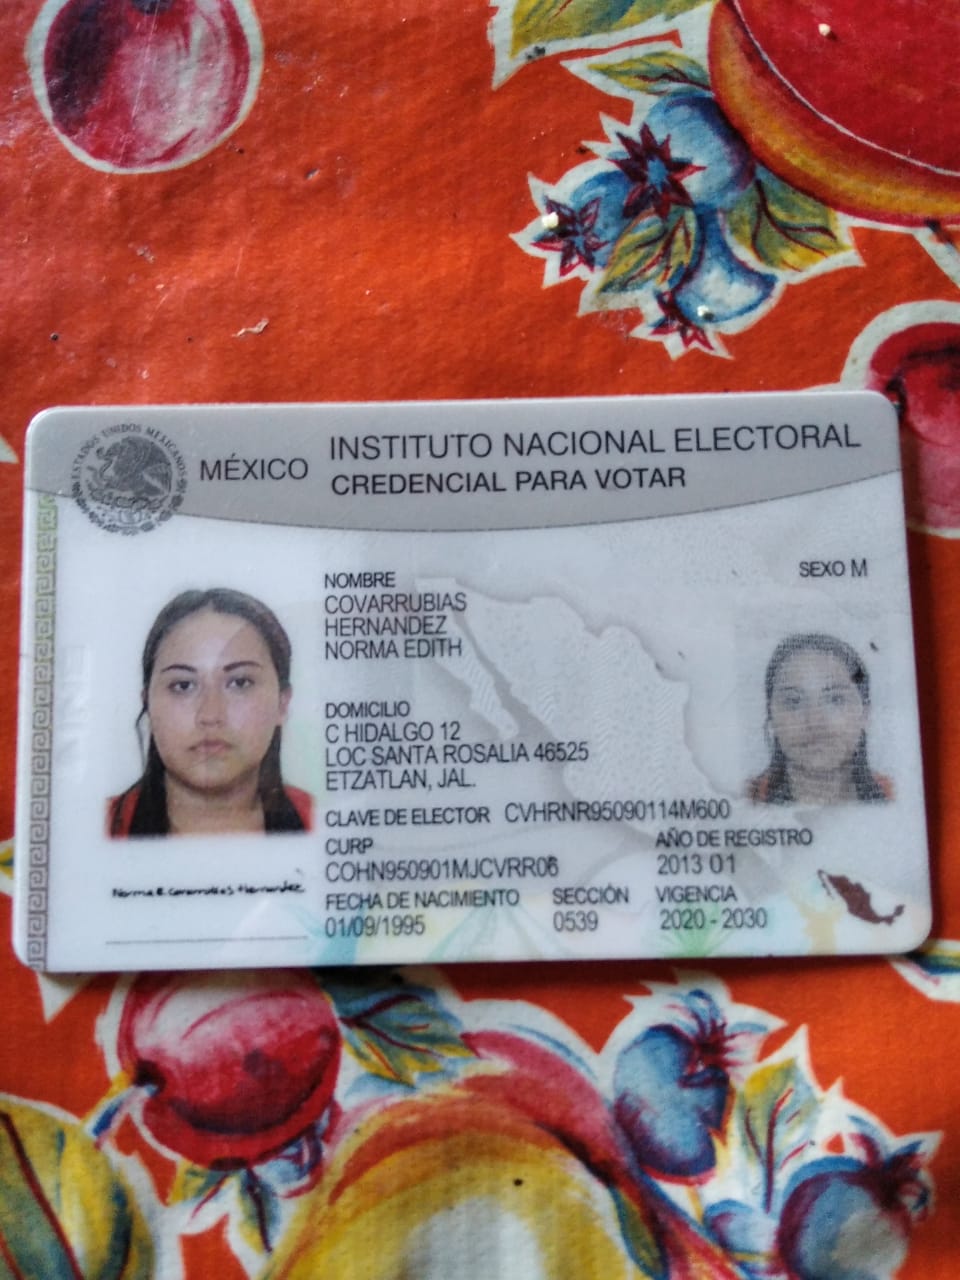 ESTADOS UNIDOS MEXICANOS
MÉXICO
INSTITUTO NACIONAL ELECTORAL
CREDENCIAL PARA VOTAR
SEXO M
NOMBRE
COVARRUBIAS
HERNANDEZ
NORMA EDITH
DOMICILIO
C HIDALGO 12
LOC SANTA ROSALIA 46525
ETZATLAN, JAL.
CLAVE DE ELECTOR CVHRNR95090114M600
CURP
COHN950901MJCVRR06
AÑO DE REGISTRO
2013 01
FECHA DE NACIMIENTO
01/09/1995
SECCIÓN
0539
VIGENCIA
2020 - 2030
Norma E. Covarrubias Hernandez